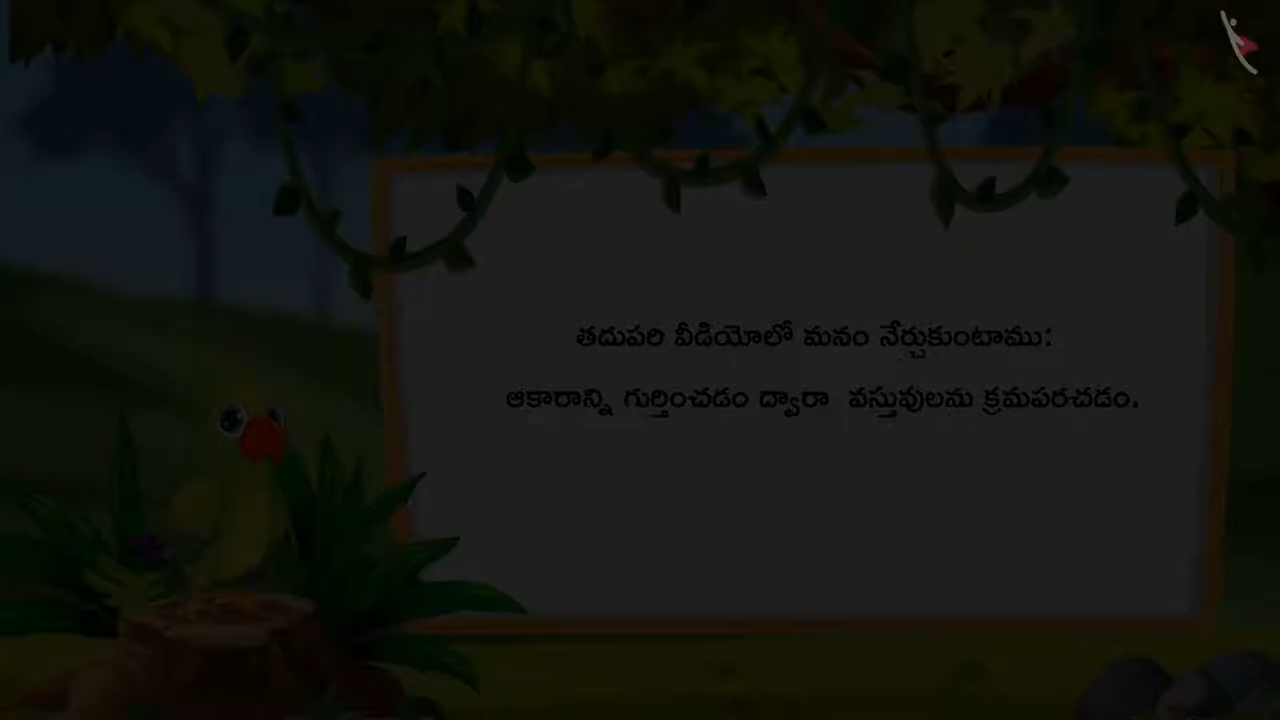 తదుపరి వీడియోలో మనం నేర్చుకుంటాము:
ఆకారాన్ని గుర్తించడం ద్వారా వస్తువులను క్రమపరచడం.